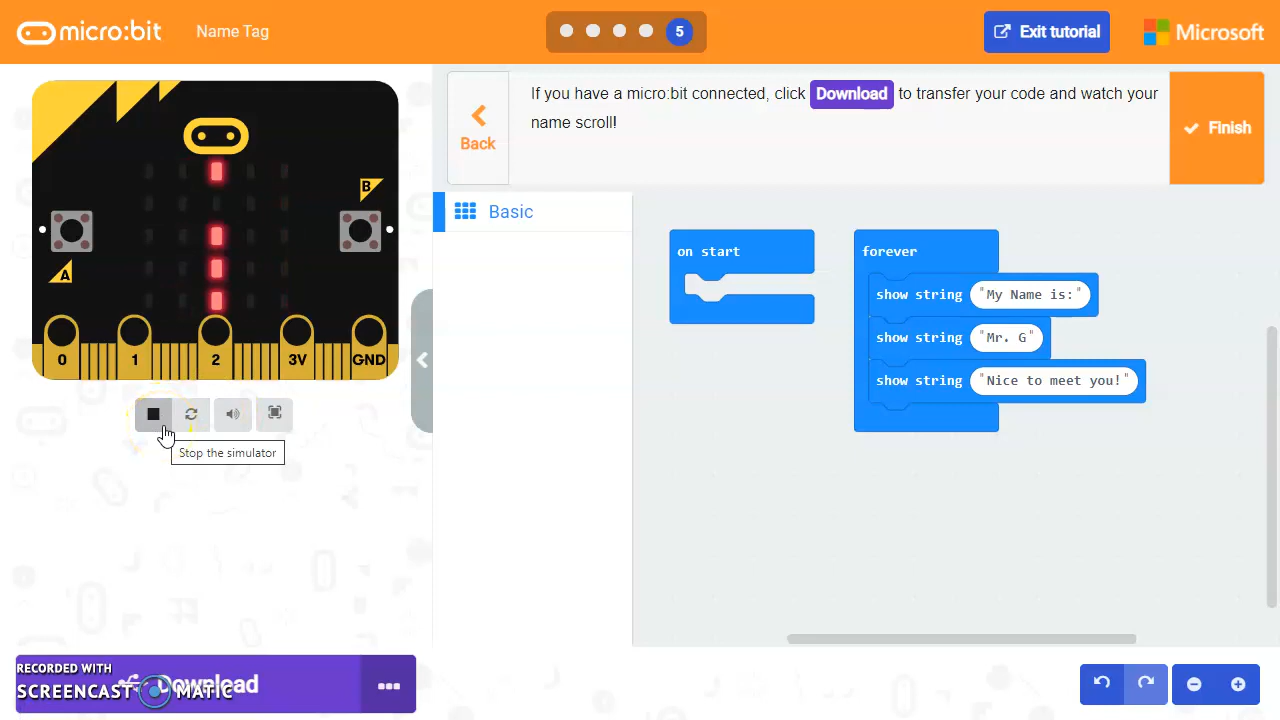 micro:bit
Name Tag
5
Exit tutorial
Microsoft
Back
If you have a micro:bit connected, click Download to transfer your code and watch your
name scroll!
Finish
B
A
0 1 2 3V GND
Stop the simulator
Basic
on start
forever
show string "My Name is:"
show string "Mr. G"
show string "Nice to meet you!"
RECORDED WITH
SCREENCAST MATIC
Download